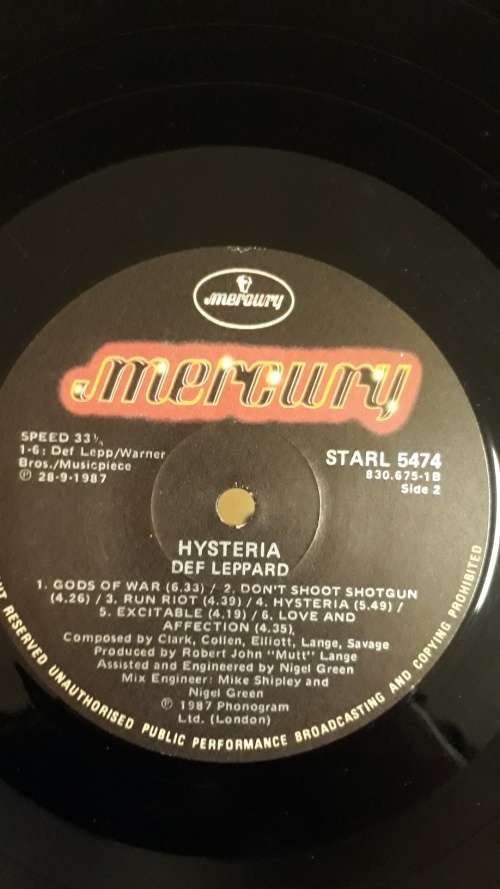 mercury
mercury
SPEED 33⅓
1-6: Def Lepp/Warner
Bros./Musicpiece
℗ 28-9-1987
STARL 5474
830.675-1B
Side 2
HYSTERIA
DEF LEPPARD
1. GODS OF WAR (6.33) / 2. DON'T SHOOT SHOTGUN
(4.26) / 3. RUN RIOT (4.39) / 4. HYSTERIA (5.49) /
5. EXCITABLE (4.19) / 6. LOVE AND
AFFECTION (4.35)
Composed by Clark, Collen, Elliott, Lange, Savage
Produced by Robert John "Mutt" Lange
Assisted and Engineered by Nigel Green
Mix Engineer: Mike Shipley and
Nigel Green
℗ 1987 Phonogram
Ltd. (London)
HT RESERVED UNAUTHORISED PUBLIC PERFORMANCE BROADCASTING AND COPYING PROHIBITED